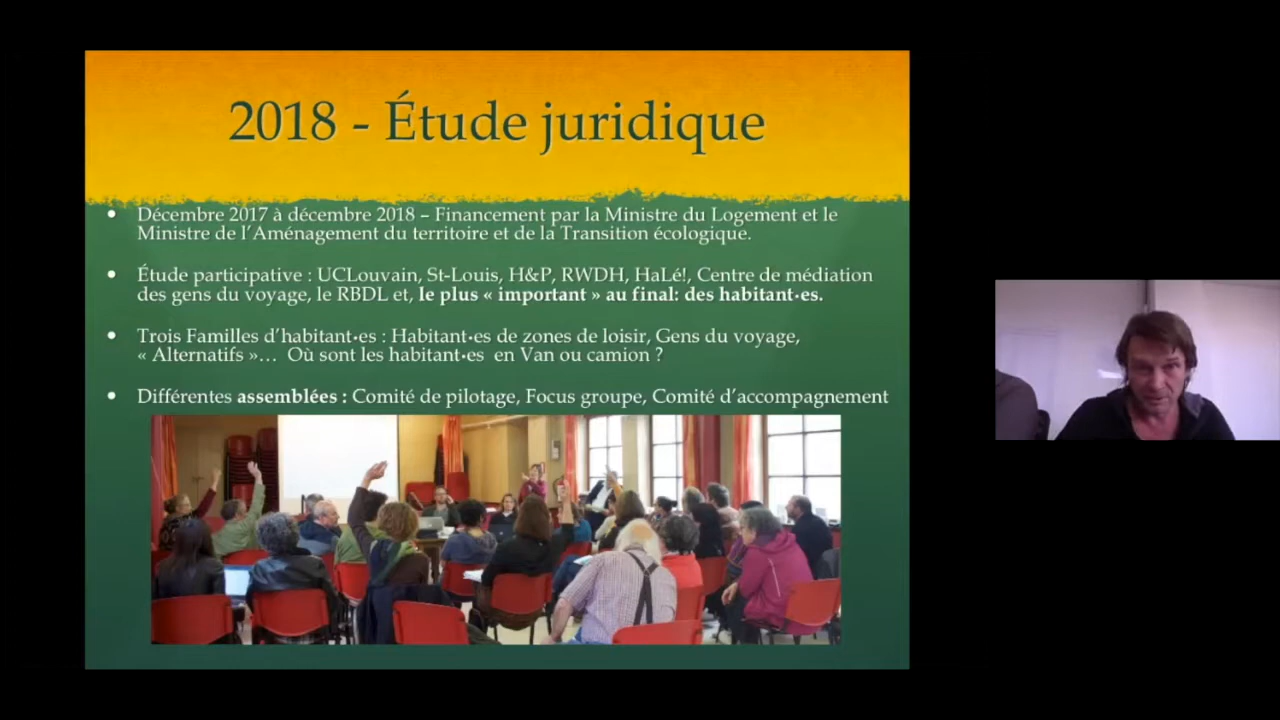 2018 - Étude juridique
• Décembre 2017 à décembre 2018 – Financement par la Ministre du Logement et le
Ministre de l’Aménagement du territoire et de la Transition écologique.
• Étude participative : UCLouvain, St-Louis, H&P, RWDH, HaLé!, Centre de médiation
des gens du voyage, le RBDL et, le plus « important » au final: des habitant·es.
• Trois Familles d’habitant·es : Habitant·es de zones de loisir, Gens du voyage,
« Alternatifs »… Où sont les habitant·es en Van ou camion ?
• Différentes assemblées : Comité de pilotage, Focus groupe, Comité d’accompagnement